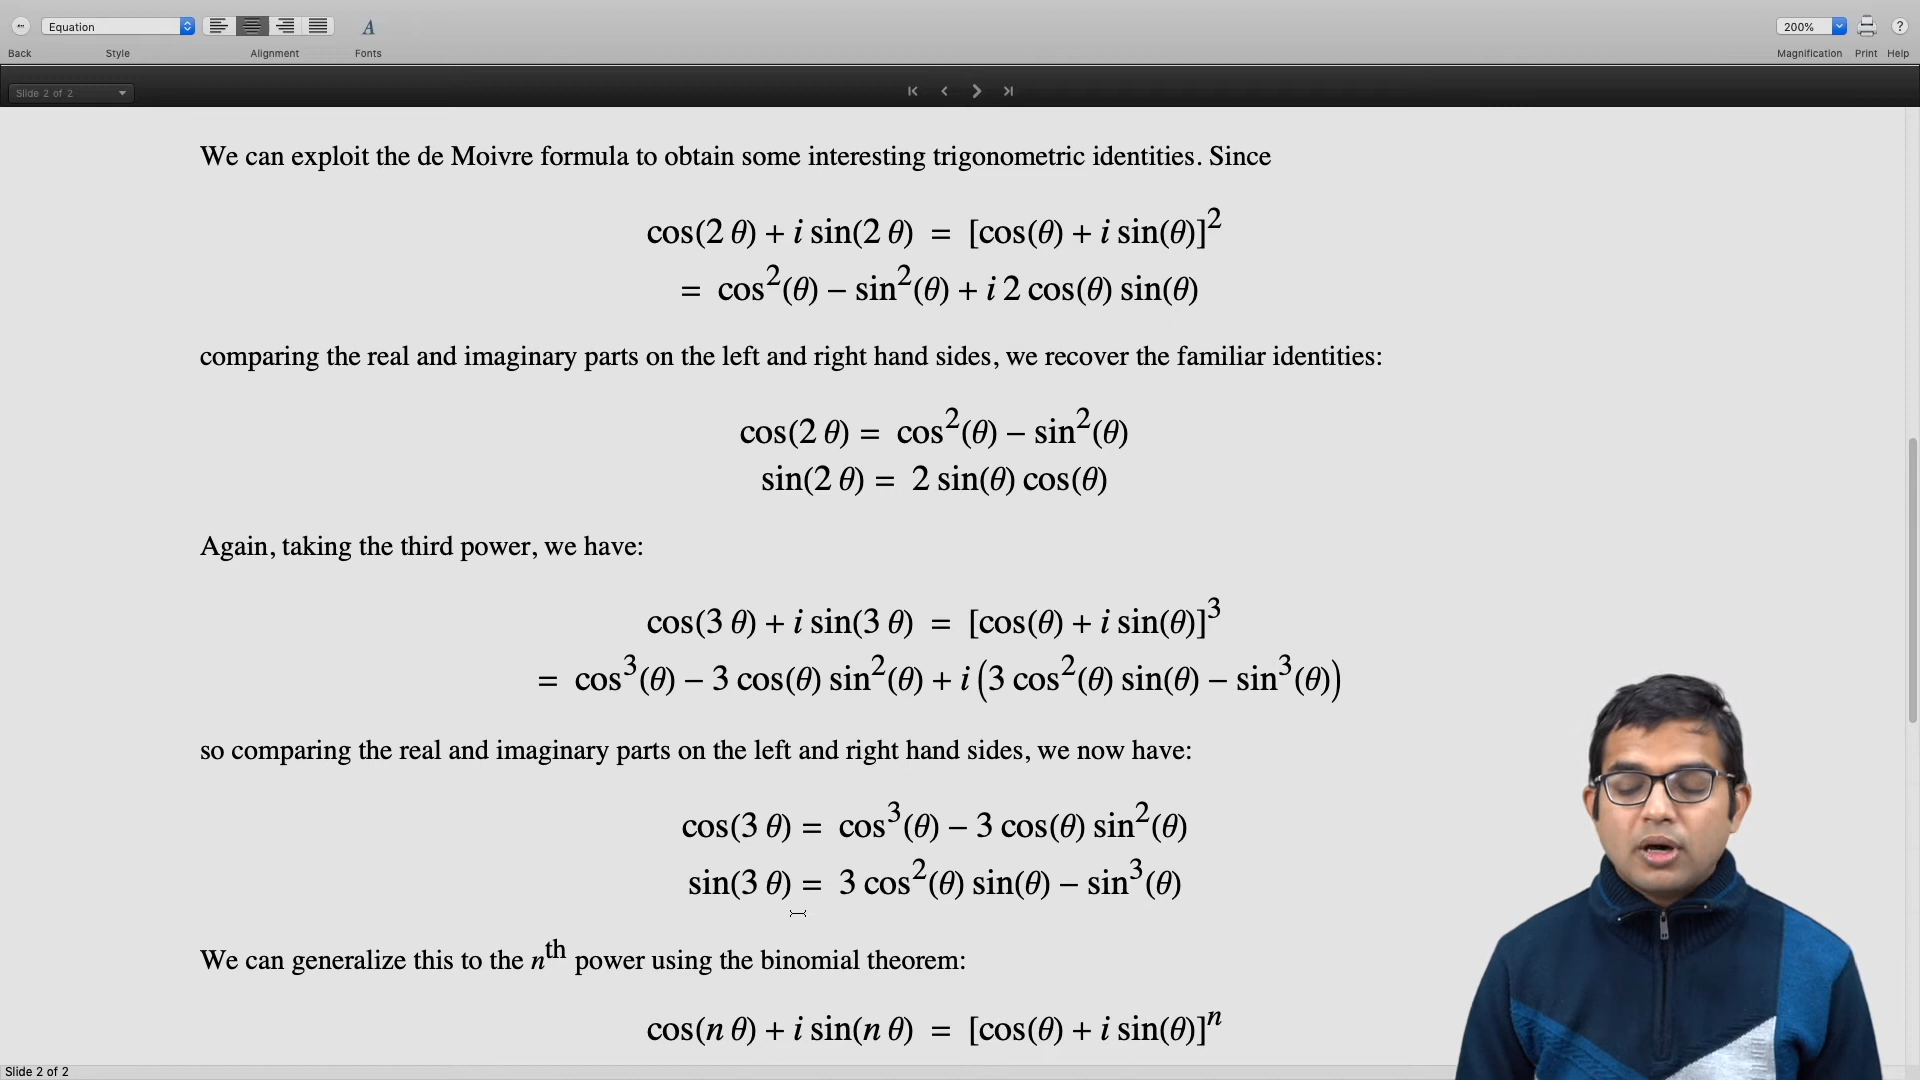 Equation
200%
Back
Style
Alignment
Fonts
Magnification
Print
Help
Slide 2 of 2
We can exploit the de Moivre formula to obtain some interesting trigonometric identities. Since
cos(2 θ) + i sin(2 θ) = [cos(θ) + i sin(θ)]²
= cos²(θ) − sin²(θ) + i 2 cos(θ) sin(θ)
comparing the real and imaginary parts on the left and right hand sides, we recover the familiar identities:
cos(2 θ) = cos²(θ) − sin²(θ)
sin(2 θ) = 2 sin(θ) cos(θ)
Again, taking the third power, we have:
cos(3 θ) + i sin(3 θ) = [cos(θ) + i sin(θ)]³
= cos³(θ) − 3 cos(θ) sin²(θ) + i (3 cos²(θ) sin(θ) − sin³(θ))
so comparing the real and imaginary parts on the left and right hand sides, we now have:
cos(3 θ) = cos³(θ) − 3 cos(θ) sin²(θ)
sin(3 θ) = 3 cos²(θ) sin(θ) − sin³(θ)
We can generalize this to the nᵗʰ power using the binomial theorem:
cos(n θ) + i sin(n θ) = [cos(θ) + i sin(θ)]ⁿ
Slide 2 of 2